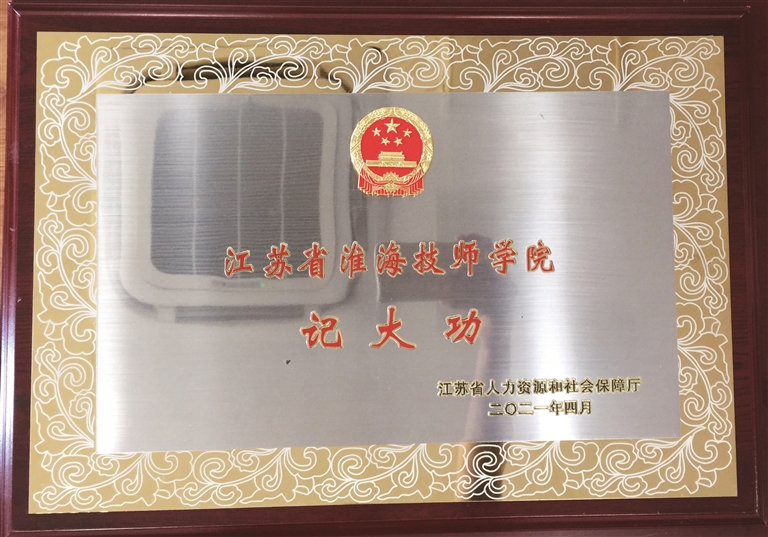 江苏省淮海技师学院
记大功
江苏省人力资源和社会保障厅
二〇二一年四月